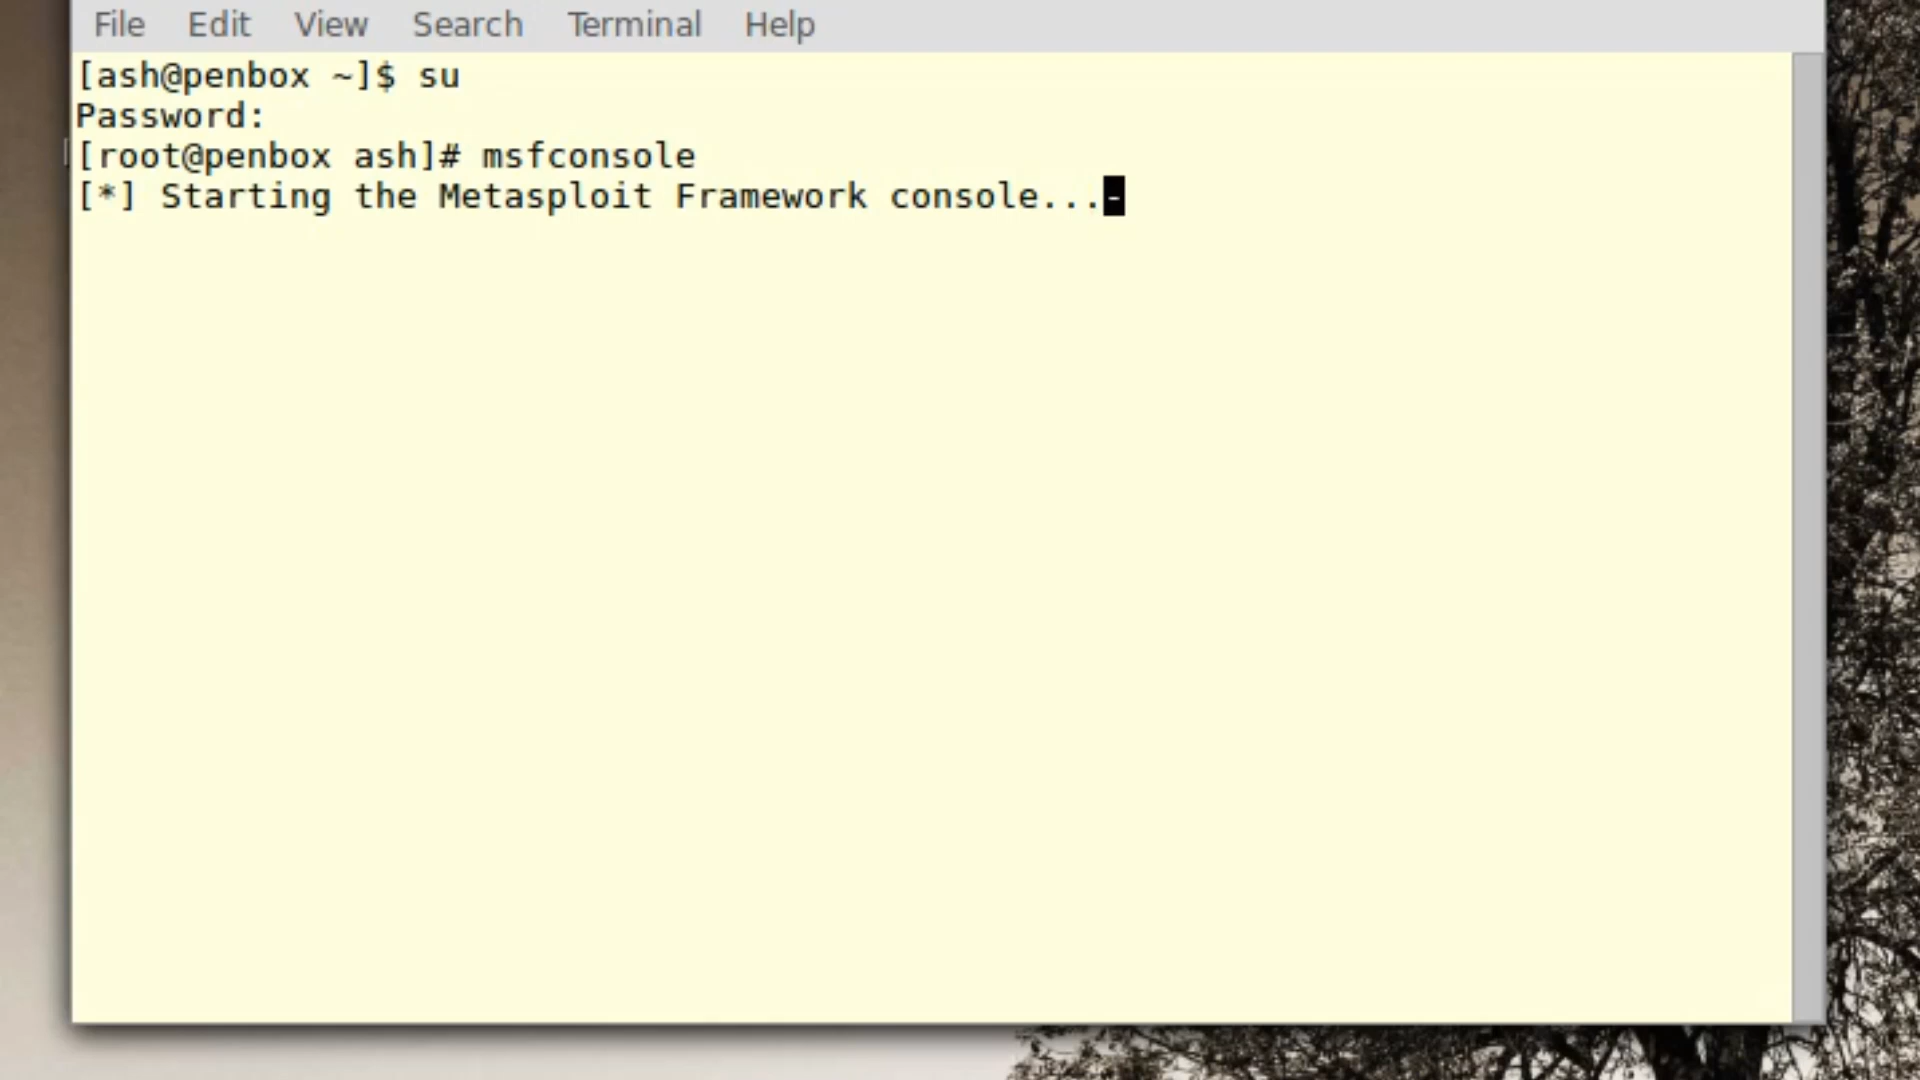 File Edit View Search Terminal Help
[ash@penbox ~]$ su
Password:
[root@penbox ash]# msfconsole
[*] Starting the Metasploit Framework console...-